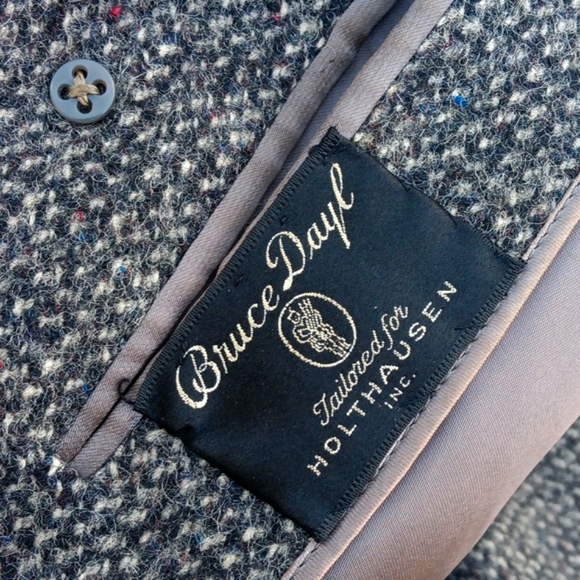 Bruce Dayl
Tailored for
HOLTHAUSEN
INC.